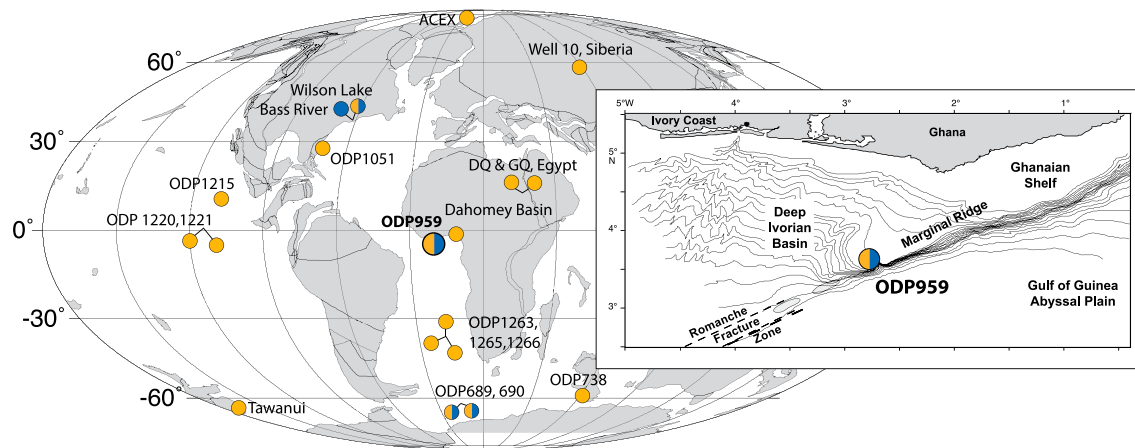 ACEX
60°
Well 10, Siberia
Wilson Lake
Bass River
30°
ODP1051
DQ & GQ, Egypt
ODP1215
Dahomey Basin
ODP 1220,1221
ODP959
0°
-30°
ODP1263,
1265,1266
ODP689, 690
ODP738
-60°
Tawanui
5°W
4°
3°
2°
1°
Ivory Coast
Ghana
5°
N
Ghanaian
Shelf
Deep
Ivorian
Basin
Marginal Ridge
4°
ODP959
Gulf of Guinea
Abyssal Plain
3°
Romanche
Fracture
Zone